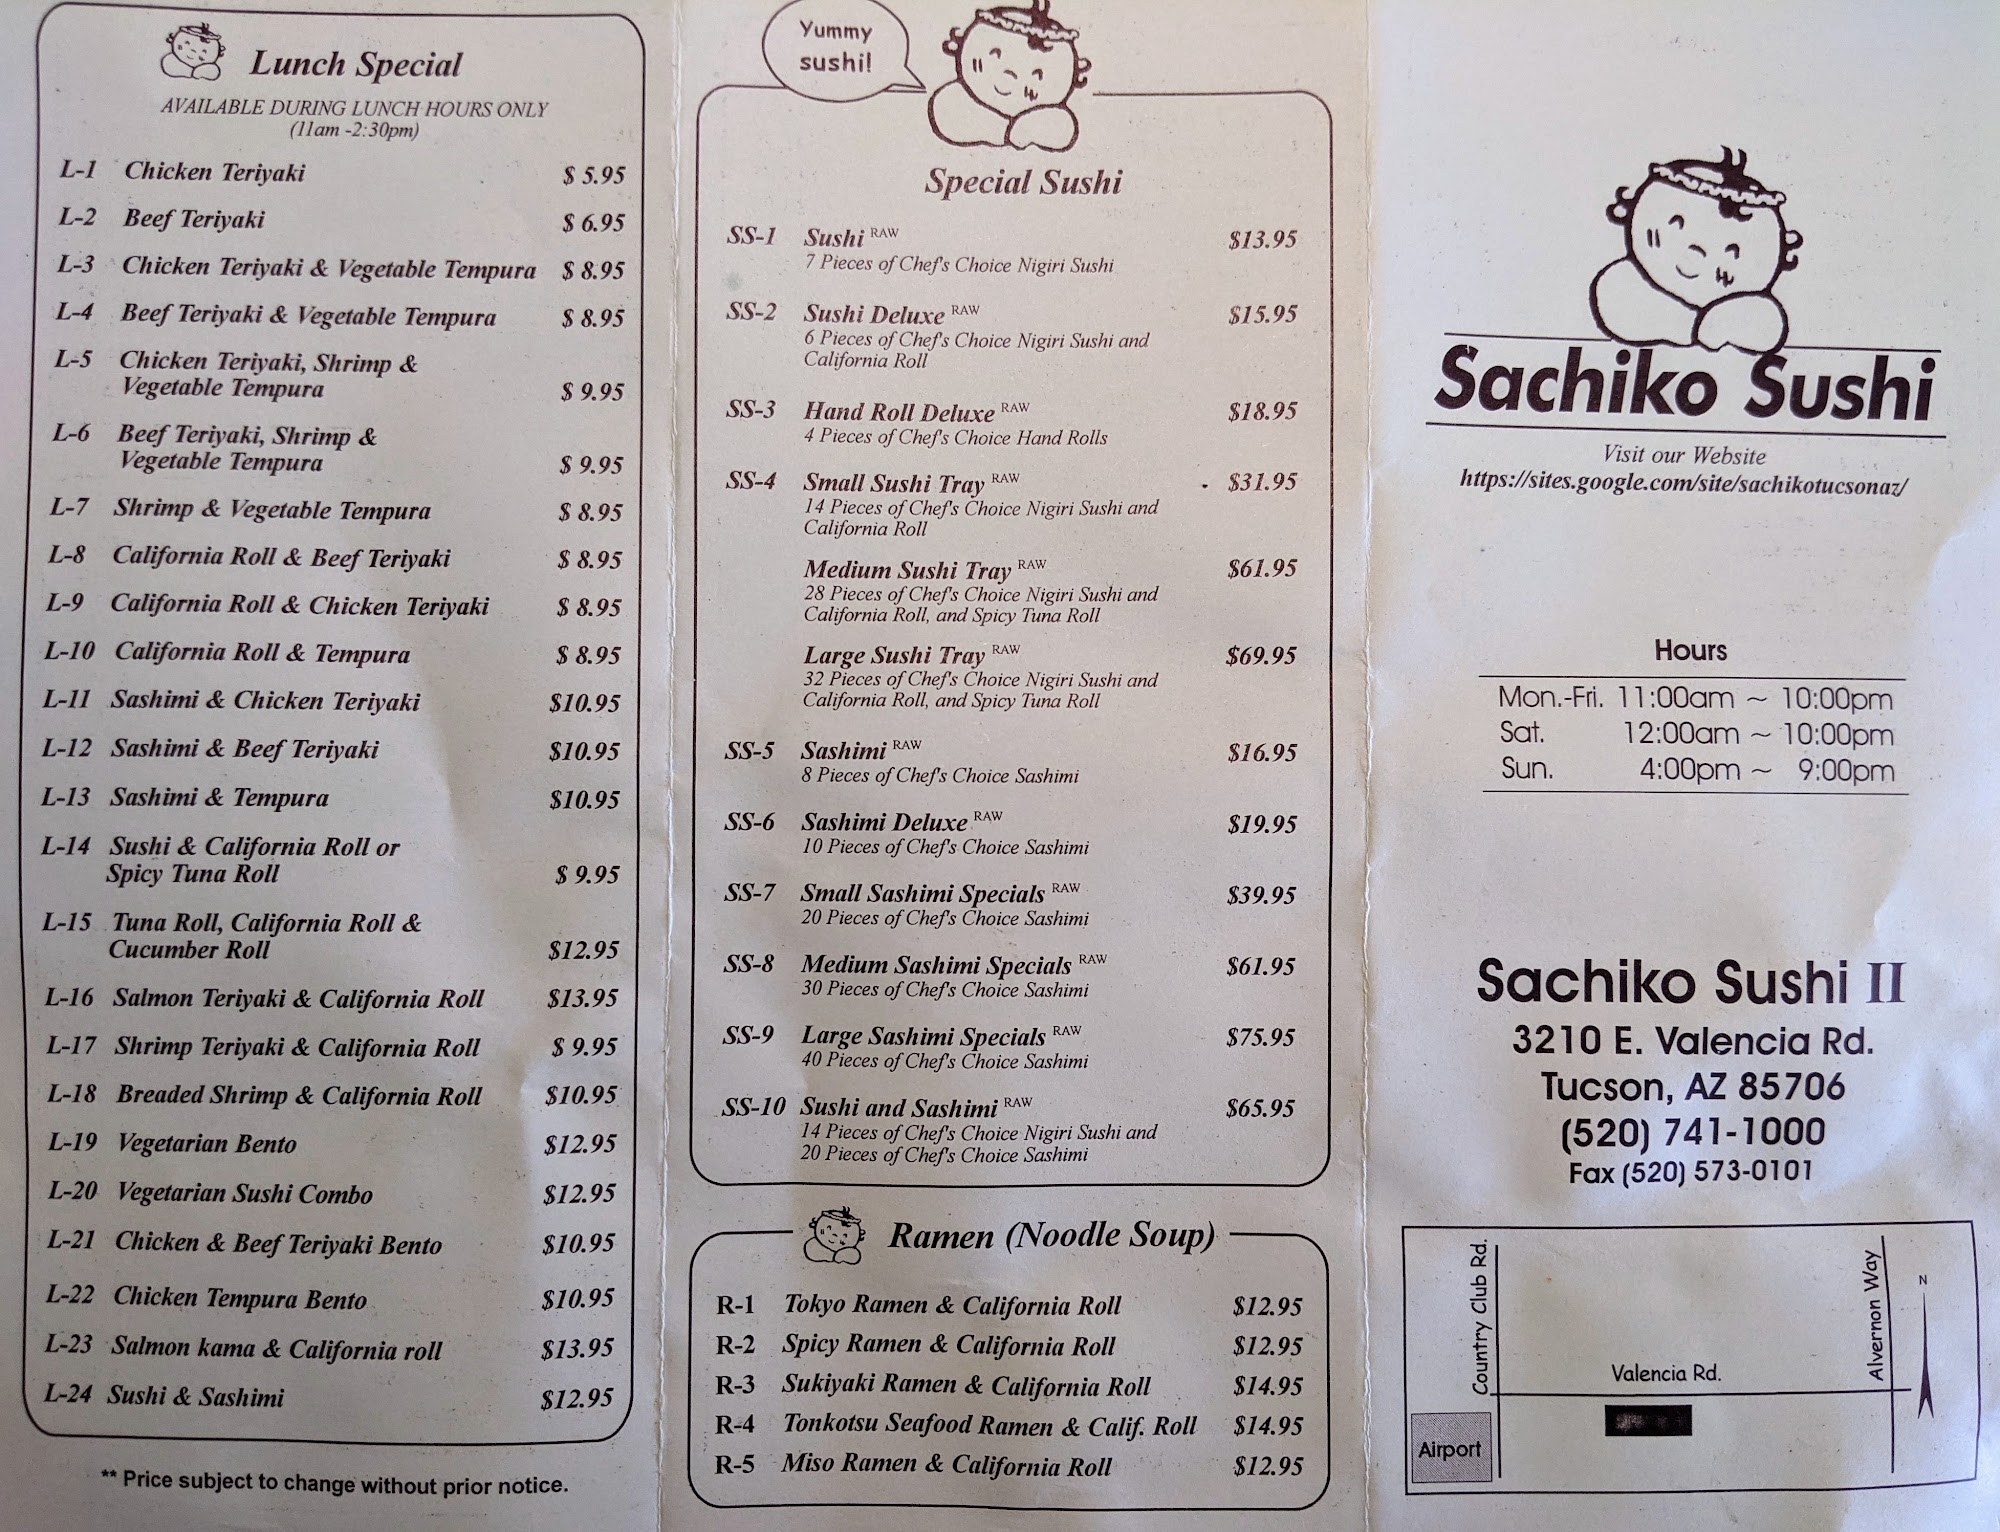 Lunch Special
AVAILABLE DURING LUNCH HOURS ONLY
(11am -2:30pm)
L-1 Chicken Teriyaki $ 5.95
L-2 Beef Teriyaki $ 6.95
L-3 Chicken Teriyaki & Vegetable Tempura $ 8.95
L-4 Beef Teriyaki & Vegetable Tempura $ 8.95
L-5 Chicken Teriyaki, Shrimp &
Vegetable Tempura $ 9.95
L-6 Beef Teriyaki, Shrimp &
Vegetable Tempura $ 9.95
L-7 Shrimp & Vegetable Tempura $ 8.95
L-8 California Roll & Beef Teriyaki $ 8.95
L-9 California Roll & Chicken Teriyaki $ 8.95
L-10 California Roll & Tempura $ 8.95
L-11 Sashimi & Chicken Teriyaki $10.95
L-12 Sashimi & Beef Teriyaki $10.95
L-13 Sashimi & Tempura $10.95
L-14 Sushi & California Roll or
Spicy Tuna Roll $ 9.95
L-15 Tuna Roll, California Roll &
Cucumber Roll $12.95
L-16 Salmon Teriyaki & California Roll $13.95
L-17 Shrimp Teriyaki & California Roll $ 9.95
L-18 Breaded Shrimp & California Roll $10.95
L-19 Vegetarian Bento $12.95
L-20 Vegetarian Sushi Combo $12.95
L-21 Chicken & Beef Teriyaki Bento $10.95
L-22 Chicken Tempura Bento $10.95
L-23 Salmon kama & California roll $13.95
L-24 Sushi & Sashimi $12.95
** Price subject to change without prior notice.
Yummy
sushi!
Special Sushi
SS-1 Sushi RAW $13.95
7 Pieces of Chef's Choice Nigiri Sushi
SS-2 Sushi Deluxe RAW $15.95
6 Pieces of Chef's Choice Nigiri Sushi and
California Roll
SS-3 Hand Roll Deluxe RAW $18.95
4 Pieces of Chef's Choice Hand Rolls
SS-4 Small Sushi Tray RAW $31.95
14 Pieces of Chef's Choice Nigiri Sushi and
California Roll
Medium Sushi Tray RAW $61.95
28 Pieces of Chef's Choice Nigiri Sushi and
California Roll, and Spicy Tuna Roll
Large Sushi Tray RAW $69.95
32 Pieces of Chef's Choice Nigiri Sushi and
California Roll, and Spicy Tuna Roll
SS-5 Sashimi RAW $16.95
8 Pieces of Chef's Choice Sashimi
SS-6 Sashimi Deluxe RAW $19.95
10 Pieces of Chef's Choice Sashimi
SS-7 Small Sashimi Specials RAW $39.95
20 Pieces of Chef's Choice Sashimi
SS-8 Medium Sashimi Specials RAW $61.95
30 Pieces of Chef's Choice Sashimi
SS-9 Large Sashimi Specials RAW $75.95
40 Pieces of Chef's Choice Sashimi
SS-10 Sushi and Sashimi RAW $65.95
14 Pieces of Chef's Choice Nigiri Sushi and
20 Pieces of Chef's Choice Sashimi
Ramen (Noodle Soup)
R-1 Tokyo Ramen & California Roll $12.95
R-2 Spicy Ramen & California Roll $12.95
R-3 Sukiyaki Ramen & California Roll $14.95
R-4 Tonkotsu Seafood Ramen & Calif. Roll $14.95
R-5 Miso Ramen & California Roll $12.95
Sachiko Sushi
Visit our Website
https://sites.google.com/site/sachikotucsonaz/
Hours
Mon.-Fri. 11:00am ~ 10:00pm
Sat. 12:00am ~ 10:00pm
Sun. 4:00pm ~ 9:00pm
Sachiko Sushi II
3210 E. Valencia Rd.
Tucson, AZ 85706
(520) 741-1000
Fax (520) 573-0101
Country Club Rd.
Valencia Rd.
Alvernon Way
N
Airport